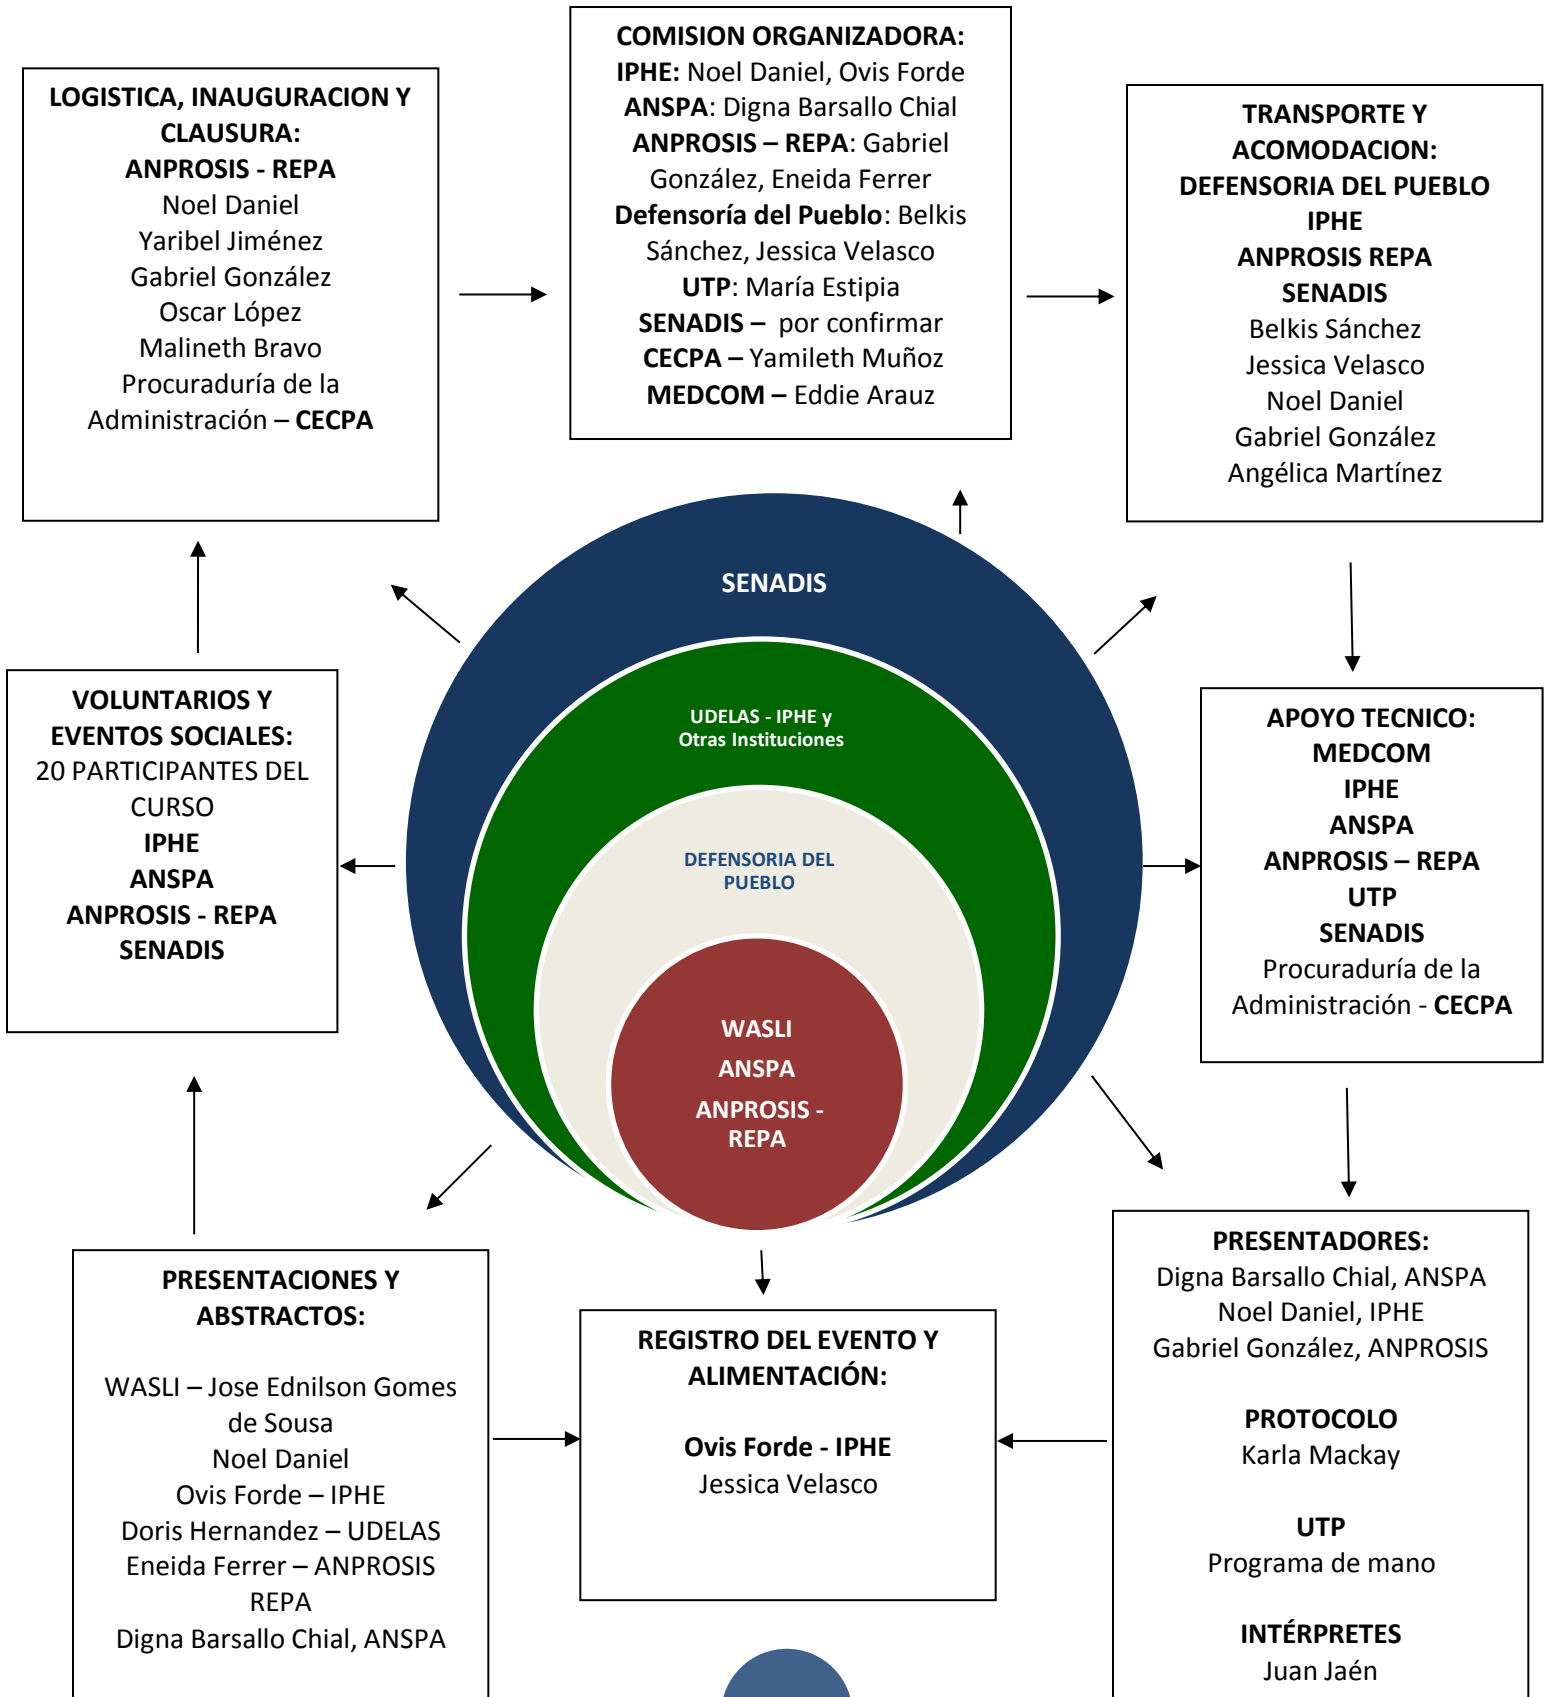 LOGISTICA, INAUGURACION Y
CLAUSURA:
ANPROSIS - REPA
Noel Daniel
Yaribel Jiménez
Gabriel González
Oscar López
Malineth Bravo
Procuraduría de la
Administración – CECPA
COMISION ORGANIZADORA:
IPHE: Noel Daniel, Ovis Forde
ANSPA: Digna Barsallo Chial
ANPROSIS – REPA: Gabriel
González, Eneida Ferrer
Defensoría del Pueblo: Belkis
Sánchez, Jessica Velasco
UTP: María Estipia
SENADIS – por confirmar
CECPA – Yamileth Muñoz
MEDCOM – Eddie Arauz
TRANSPORTE Y
ACOMODACION:
DEFENSORIA DEL PUEBLO
IPHE
ANPROSIS REPA
SENADIS
Belkis Sánchez
Jessica Velasco
Noel Daniel
Gabriel González
Angélica Martínez
SENADIS
UDELAS - IPHE y
Otras Instituciones
DEFENSORIA DEL
PUEBLO
WASLI
ANSPA
ANPROSIS -
REPA
VOLUNTARIOS Y
EVENTOS SOCIALES:
20 PARTICIPANTES DEL
CURSO
IPHE
ANSPA
ANPROSIS - REPA
SENADIS
APOYO TECNICO:
MEDCOM
IPHE
ANSPA
ANPROSIS – REPA
UTP
SENADIS
Procuraduría de la
Administración - CECPA
PRESENTACIONES Y
ABSTRACTOS:
WASLI – Jose Ednilson Gomes
de Sousa
Noel Daniel
Ovis Forde – IPHE
Doris Hernandez – UDELAS
Eneida Ferrer – ANPROSIS
REPA
Digna Barsallo Chial, ANSPA
REGISTRO DEL EVENTO Y
ALIMENTACIÓN:
Ovis Forde - IPHE
Jessica Velasco
PRESENTADORES:
Digna Barsallo Chial, ANSPA
Noel Daniel, IPHE
Gabriel González, ANPROSIS
PROTOCOLO
Karla Mackay
UTP
Programa de mano
INTÉRPRETES
Juan Jaén